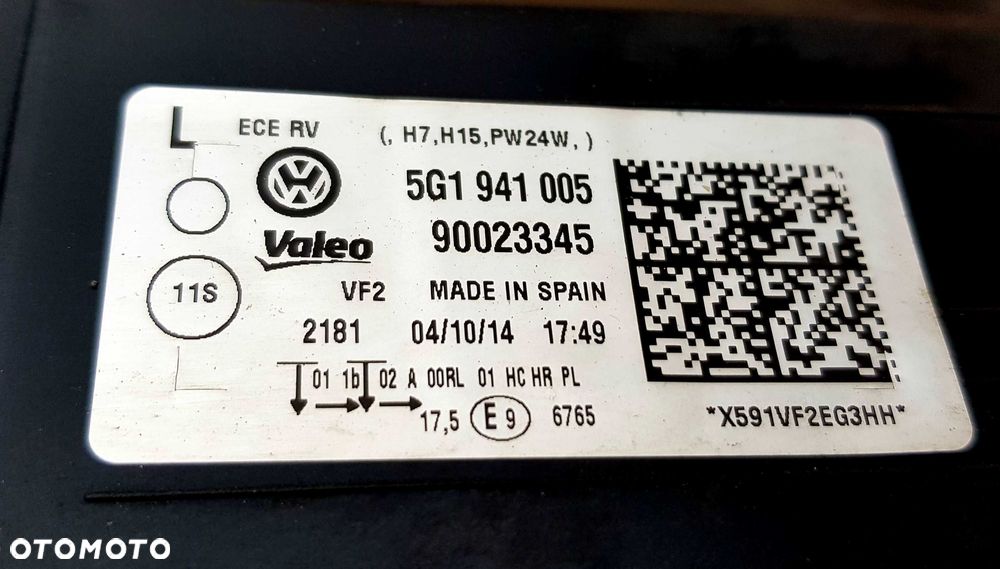 L ECE RV (, H7,H15,PW24W, )
5G1 941 005
Valeo 90023345
11S VF2 MADE IN SPAIN
2181 04/10/14 17:49
01 1b 02 A 00RL 01 HC HR PL
17,5 E9 6765
*X591VF2EG3HH*
OTOMOTO